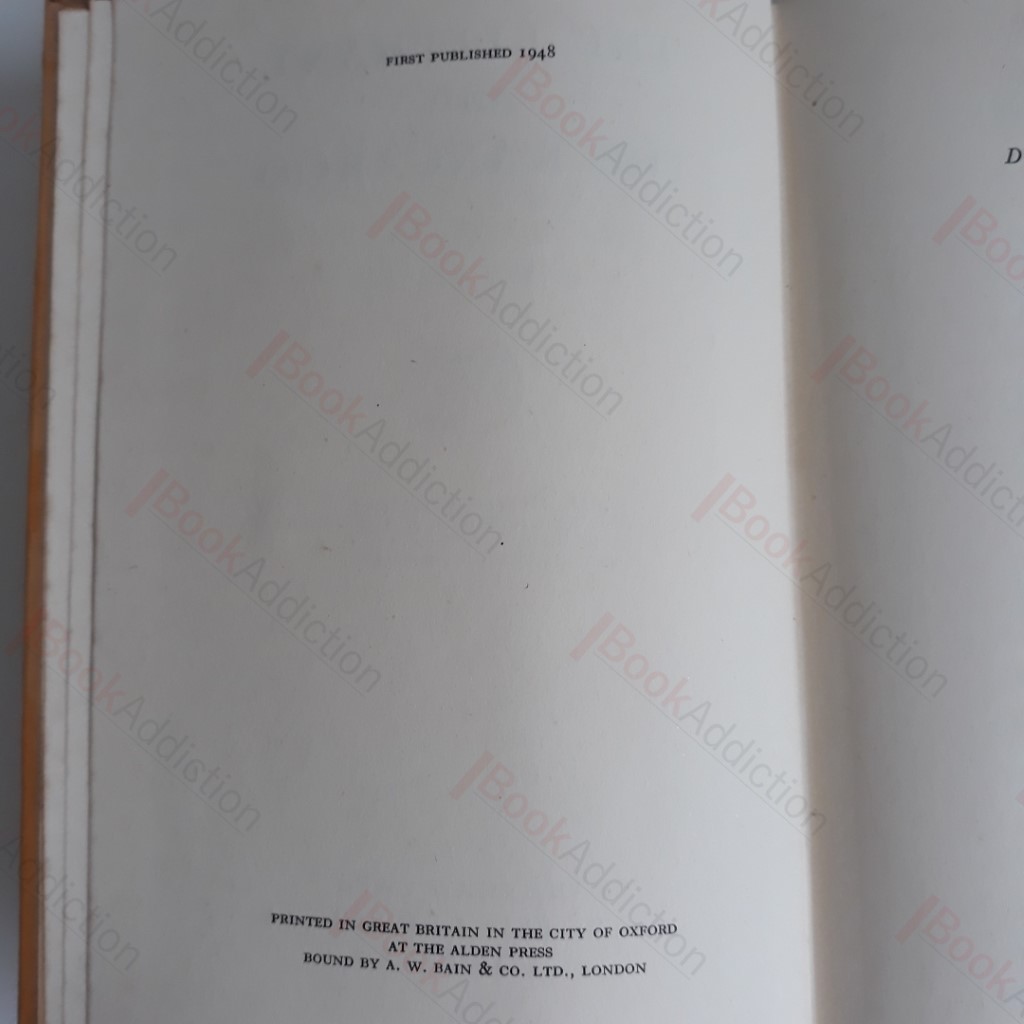 FIRST PUBLISHED 1948
D
PRINTED IN GREAT BRITAIN IN THE CITY OF OXFORD
AT THE ALDEN PRESS
BOUND BY A. W. BAIN & CO. LTD., LONDON
BookAddiction